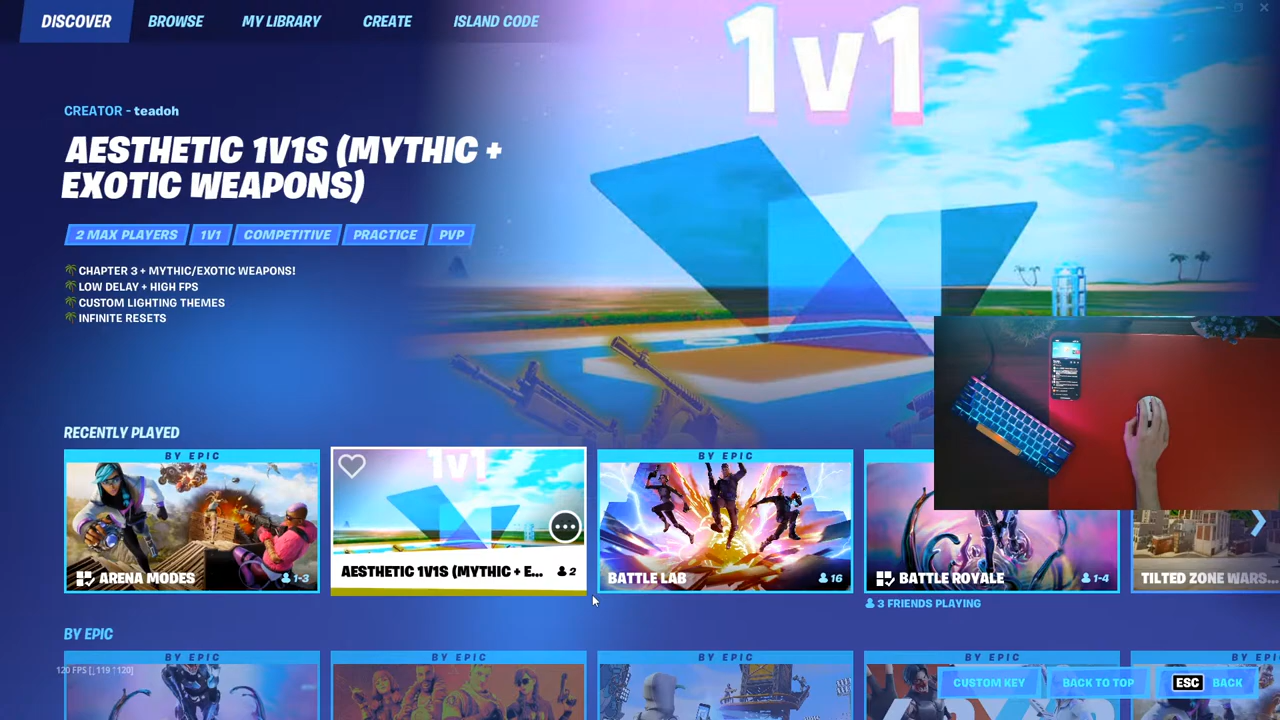 DISCOVER
BROWSE
MY LIBRARY
CREATE
ISLAND CODE
1v1
CREATOR - teadoh
AESTHETIC 1V1S (MYTHIC +
EXOTIC WEAPONS)
2 MAX PLAYERS
1V1
COMPETITIVE
PRACTICE
PVP
CHAPTER 3 + MYTHIC/EXOTIC WEAPONS!
LOW DELAY + HIGH FPS
CUSTOM LIGHTING THEMES
INFINITE RESETS
RECENTLY PLAYED
BY EPIC
ARENA MODES
1-3
1v1
AESTHETIC 1V1S (MYTHIC + E...
2
BY EPIC
BATTLE LAB
16
BATTLE ROYALE
1-4
3 FRIENDS PLAYING
TILTED ZONE WARS...
BY EPIC
BY EPIC
BY EPIC
BY EPIC
BY EPIC
BY EPI
120 FPS
CUSTOM KEY
BACK TO TOP
ESC BACK